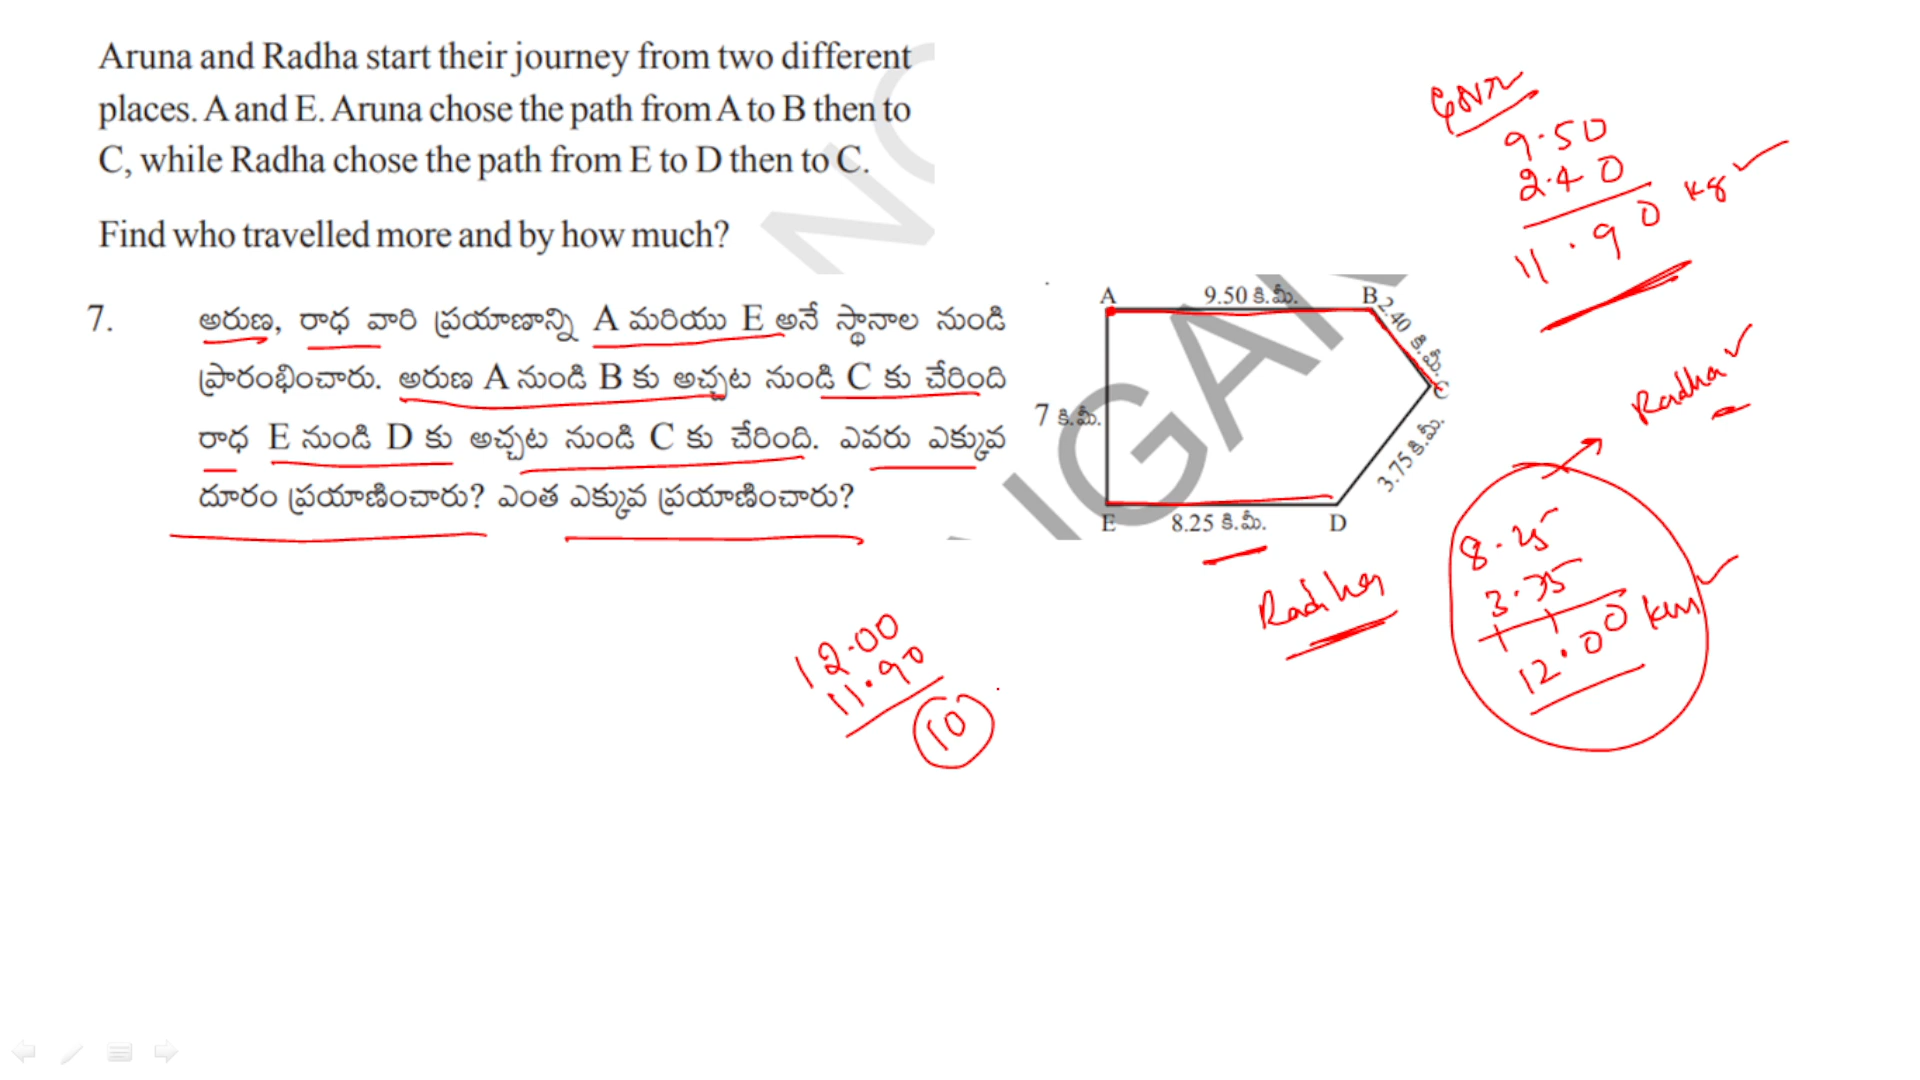 Aruna and Radha start their journey from two different
places. A and E. Aruna chose the path from A to B then to
C, while Radha chose the path from E to D then to C.
Find who travelled more and by how much?
7. అరుణ, రాధ వారి ప్రయాణాన్ని A మరియు E అనే స్థానాల నుండి
ప్రారంభించారు. అరుణ A నుండి B కు అచ్చట నుండి C కు చేరింది
రాధ E నుండి D కు అచ్చట నుండి C కు చేరింది. ఎవరు ఎక్కువ
దూరం ప్రయాణించారు? ఎంత ఎక్కువ ప్రయాణించారు?
A 9.50 కి.మీ. B
2.40 కి.మీ.
C
7 కి.మీ.
3.75 కి.మీ.
E 8.25 కి.మీ. D
9.50
2.40
11.90 kg
Radha
Radha
8.25
3.75
12.00 km
12.00
11.90
10